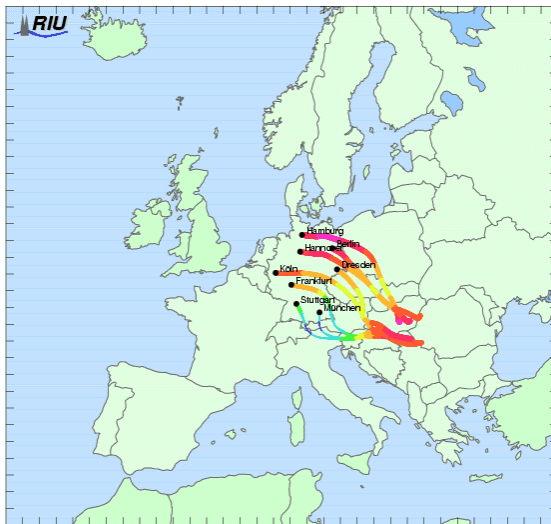 RIU
Hamburg
Hannover
Berlin
Köln
Dresden
Frankfurt
Stuttgart
München